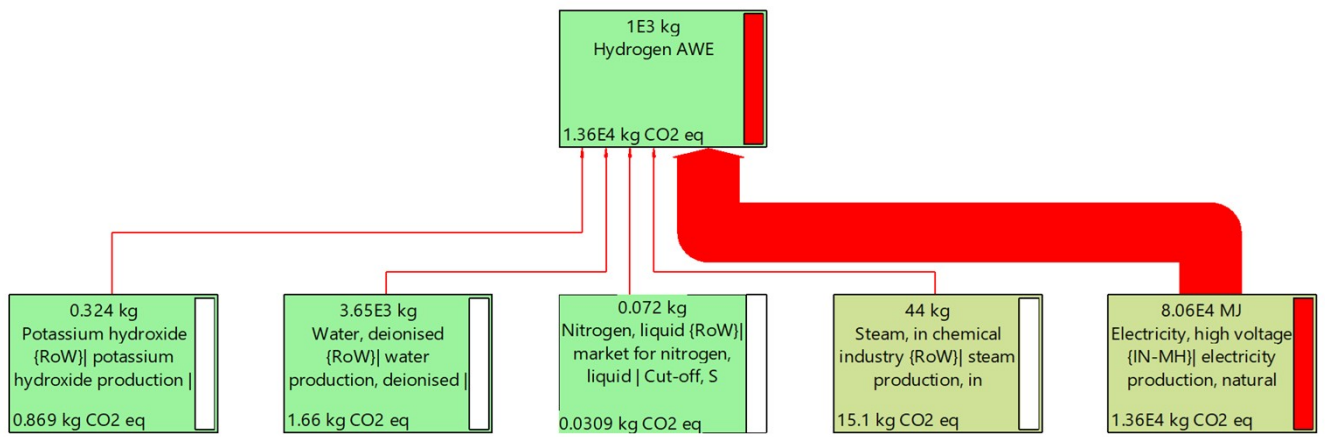 1E3 kg
Hydrogen AWE
1.36E4 kg CO2 eq
0.324 kg
Potassium hydroxide
{RoW}| potassium
hydroxide production |
0.869 kg CO2 eq
3.65E3 kg
Water, deionised
{RoW}| water
production, deionised |
1.66 kg CO2 eq
0.072 kg
Nitrogen, liquid {RoW}|
market for nitrogen,
liquid | Cut-off, S
0.0309 kg CO2 eq
44 kg
Steam, in chemical
industry {RoW}| steam
production, in
15.1 kg CO2 eq
8.06E4 MJ
Electricity, high voltage
{IN-MH}| electricity
production, natural
1.36E4 kg CO2 eq